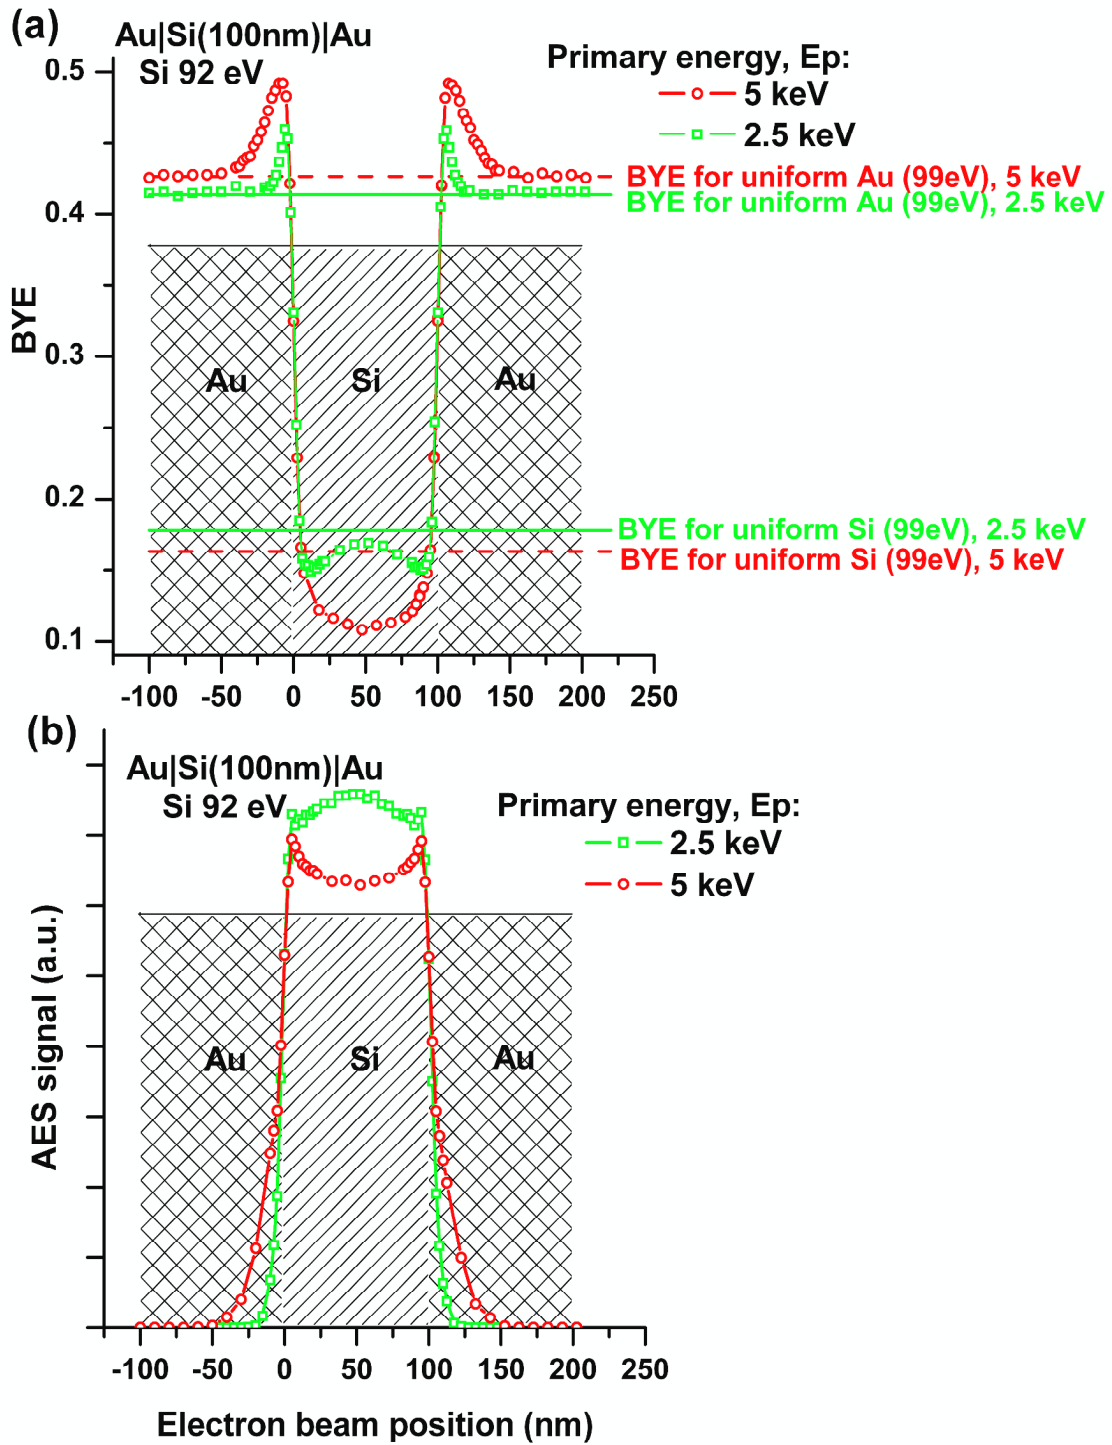 (a)
Au|Si(100nm)|Au
Si 92 eV
Primary energy, Ep:
5 keV
2.5 keV
0.5
0.4
0.3
0.2
0.1
BYE
BYE for uniform Au (99eV), 5 keV
BYE for uniform Au (99eV), 2.5 keV
Au
Si
Au
BYE for uniform Si (99eV), 2.5 keV
BYE for uniform Si (99eV), 5 keV
-100 -50 0 50 100 150 200 250
(b)
Au|Si(100nm)|Au
Si 92 eV
Primary energy, Ep:
2.5 keV
5 keV
AES signal (a.u.)
Au
Si
Au
-100 -50 0 50 100 150 200 250
Electron beam position (nm)